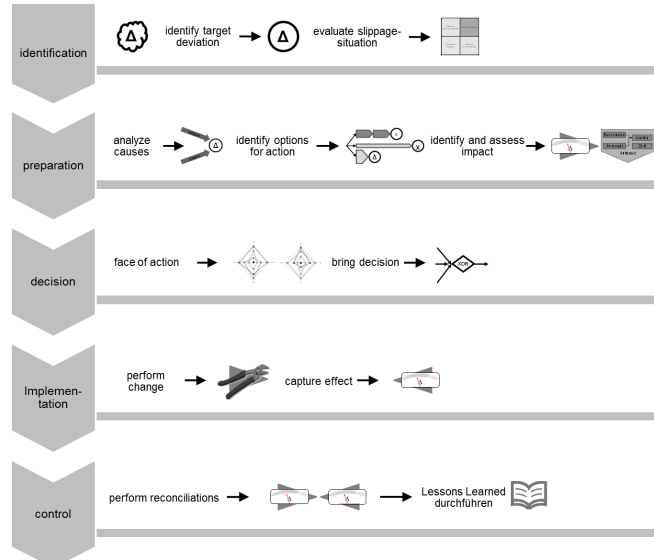 identification
Δ
identify target
deviation
Δ
evaluate slippage-
situation
preparation
analyze
causes
Δ
identify options
for action
Δ
X
identify and assess
impact
Δ
decision
face of action
bring decision
XOR
Implemen-
tation
perform
change
capture effect
Δ
control
perform reconciliations
Δ
Δ
Lessons Learned
durchführen